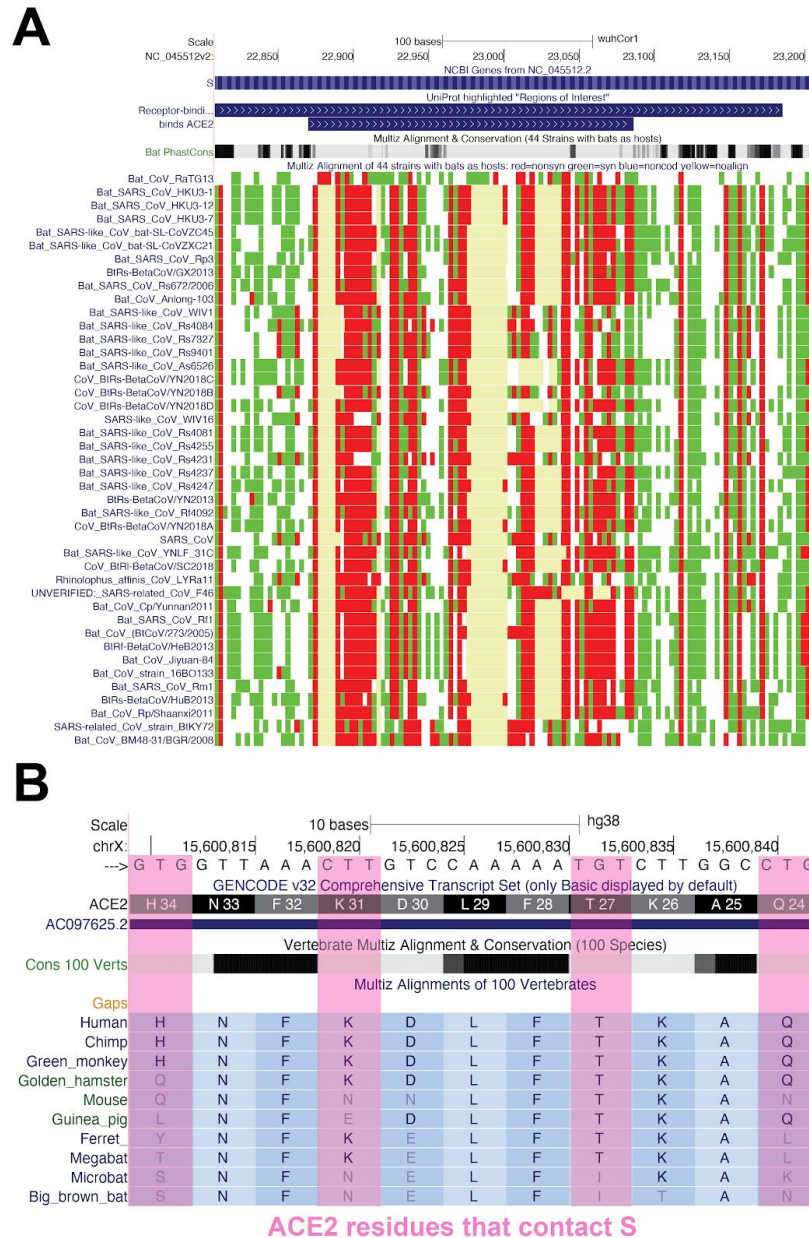 A
Scale 100 bases wuhCor1
NC_045512v2: 22,850 22,900 22,950 23,000 23,050 23,100 23,150 23,200
NCBI Genes from NC_045512.2
S
UniProt highlighted "Regions of Interest"
Receptor-bindi...
binds ACE2
Multiz Alignment & Conservation (44 Strains with bats as hosts)
Bat PhastCons
Multiz Alignment of 44 strains with bats as hosts: red=nonsyn green=syn blue=noncod yellow=noalign
Bat_CoV_RaTG13
Bat_SARS_CoV_HKU3-1
Bat_SARS_CoV_HKU3-12
Bat_SARS_CoV_HKU3-7
Bat_SARS-like_CoV_bat-SL-CoVZC45
Bat_SARS-like_CoV_bat-SL-CoVZXC21
Bat_SARS_CoV_Rp3
BtRs-BetaCoV/GX2013
Bat_SARS_CoV_Rs672/2006
Bat_CoV_Anlong-103
Bat_SARS-like_CoV_WIV1
Bat_SARS-like_CoV_Rs4084
Bat_SARS-like_CoV_Rs7327
Bat_SARS-like_CoV_Rs9401
Bat_SARS-like_CoV_As6526
CoV_BtRs-BetaCoV/YN2018C
CoV_BtRs-BetaCoV/YN2018B
CoV_BtRs-BetaCoV/YN2018D
SARS-like_CoV_WIV16
Bat_SARS-like_CoV_Rs4081
Bat_SARS-like_CoV_Rs4255
Bat_SARS-like_CoV_Rs4231
Bat_SARS-like_CoV_Rs4237
Bat_SARS-like_CoV_Rs4247
BtRs-BetaCoV/YN2013
Bat_SARS-like_CoV_Rf4092
CoV_BtRs-BetaCoV/YN2018A
SARS_CoV
Bat_SARS-like_CoV_YNLF_31C
CoV_BtRl-BetaCoV/SC2018
Rhinolophus_affinis_CoV_LYRa11
UNVERIFIED:_SARS-related_CoV_F46
Bat_CoV_Cp/Yunnan2011
Bat_SARS_CoV_Rf1
Bat_CoV_(BtCoV/273/2005)
BtRf-BetaCoV/HeB2013
Bat_CoV_Jiyuan-84
Bat_CoV_strain_16BO133
Bat_SARS_CoV_Rm1
BtRs-BetaCoV/HuB2013
Bat_CoV_Rp/Shaanxi2011
SARS-related_CoV_strain_BtKY72
Bat_CoV_BM48-31/BGR/2008
B
Scale 10 bases hg38
chrX: 15,600,815 15,600,820 15,600,825 15,600,830 15,600,835 15,600,840
---> G T G G T T A A A C T T G T C C A A A A A T G T C T T G G C C T G
GENCODE v32 Comprehensive Transcript Set (only Basic displayed by default)
ACE2 H 34 N 33 F 32 K 31 D 30 L 29 F 28 T 27 K 26 A 25 Q 24
AC097625.2
Vertebrate Multiz Alignment & Conservation (100 Species)
Cons 100 Verts
Multiz Alignments of 100 Vertebrates
Gaps
Human H N F K D L F T K A Q
Chimp H N F K D L F T K A Q
Green_monkey H N F K D L F T K A Q
Golden_hamster Q N F K D L F T K A Q
Mouse Q N F N N L F T K A N
Guinea_pig L N F E D L F T K A Q
Ferret_ Y N F K E L F T K A L
Megabat T N F K E L F T K A L
Microbat S N F N E L F I K A K
Big_brown_bat S N F N E L F I T A N
ACE2 residues that contact S